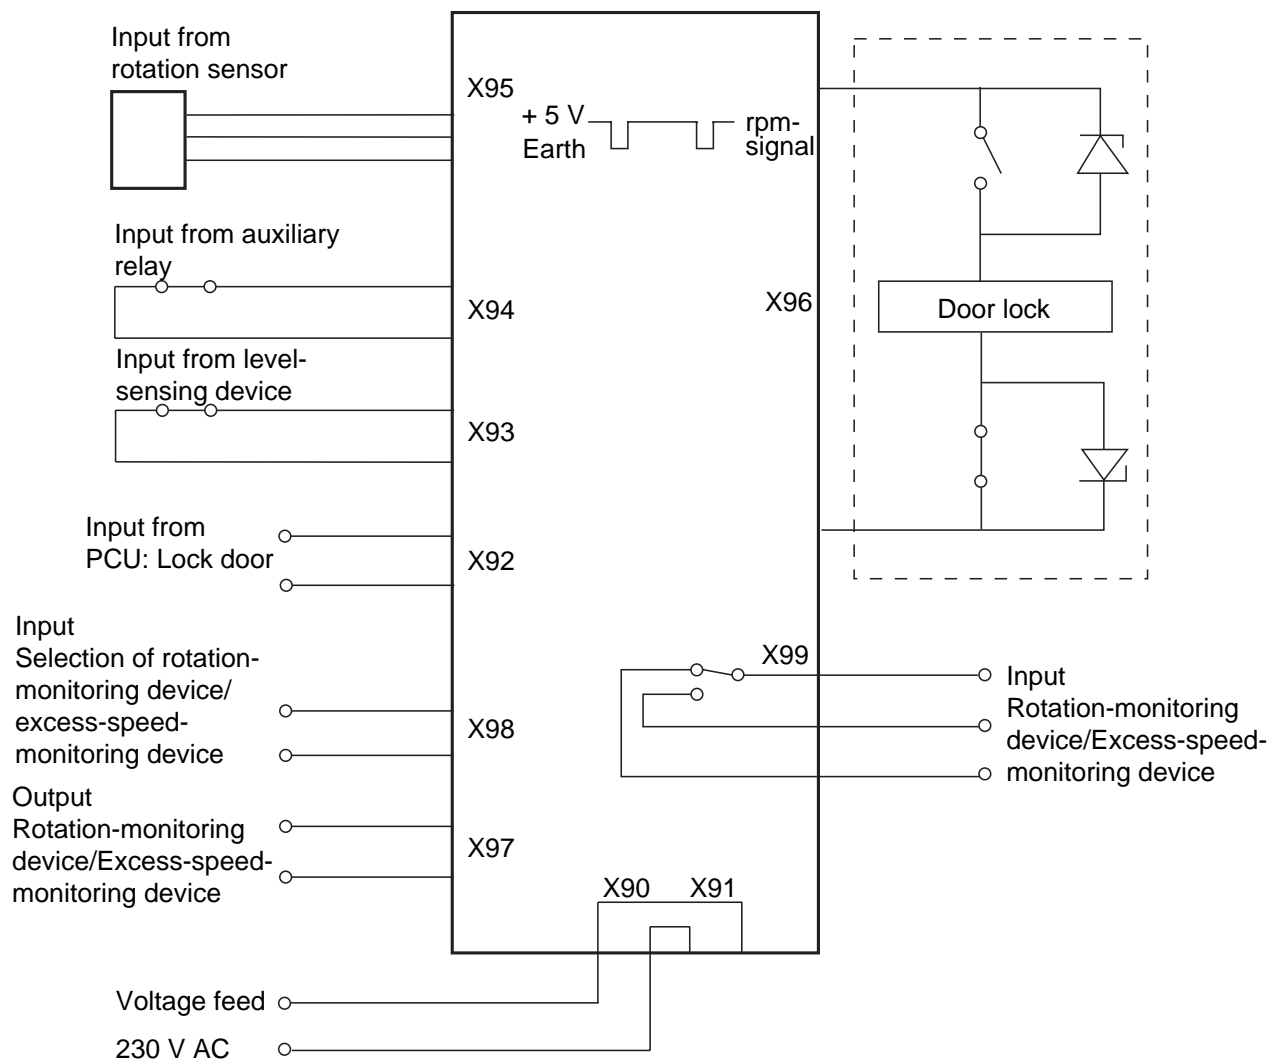 Input from
rotation sensor
X95
+ 5 V
Earth
rpm-
signal
Input from auxiliary
relay
X94
Input from level-
sensing device
X93
X96
Door lock
Input from
PCU: Lock door
X92
Input
Selection of rotation-
monitoring device/
excess-speed-
monitoring device
X98
X99
Input
Rotation-monitoring
device/Excess-speed-
monitoring device
Output
Rotation-monitoring
device/Excess-speed-
monitoring device
X97
X90
X91
Voltage feed
230 V AC